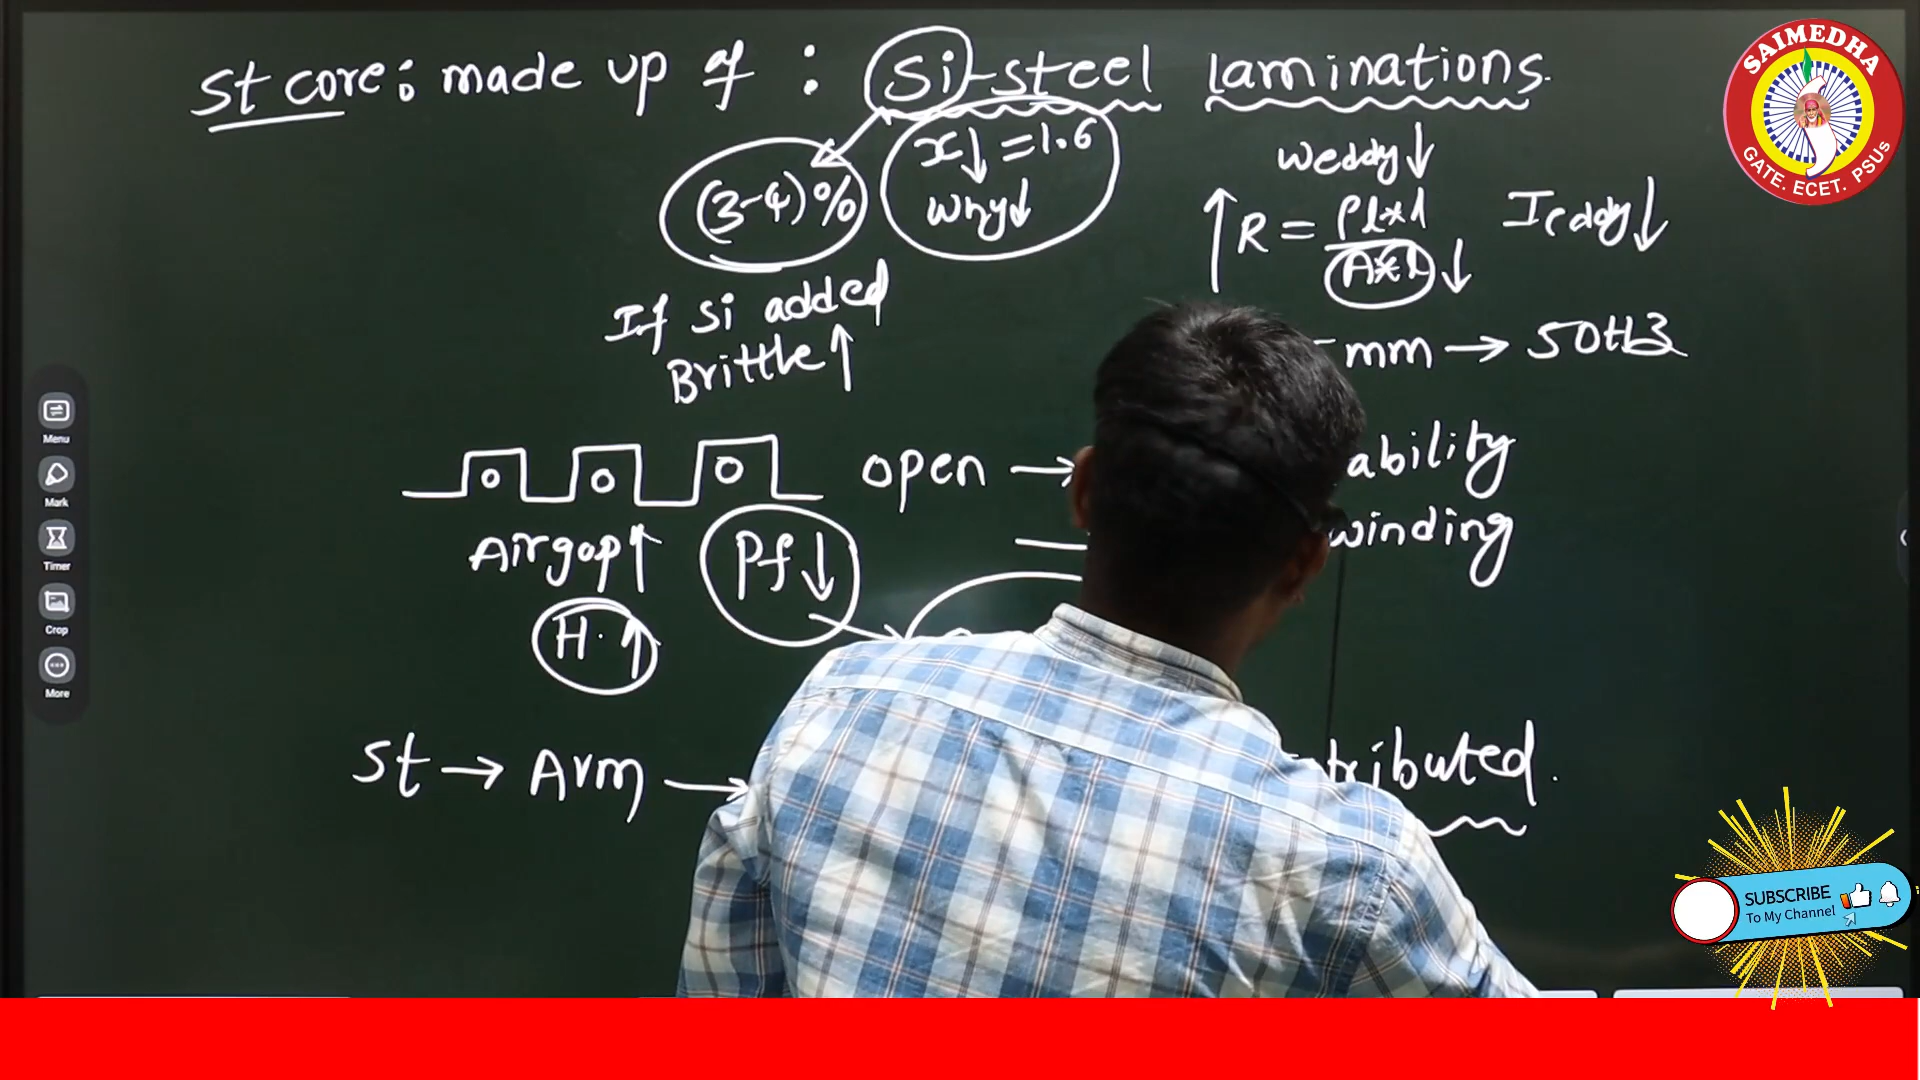 St core: made up of : Si-steel laminations.
(3-4)%
x↓ = 1.6
Why↓
Weddy↓
↑R = ρl*l
A*l ↓
Ieddy↓
If Si added
Brittle↑
mm → 50Hz
open →
ability
winding
Airgap↑
Pf↓
H.↑
St → Arm →
tributed.
SAIMEDHA
GATE. ECET. PSUs
Menu
Mark
Timer
Crop
More
SUBSCRIBE
To My Channel